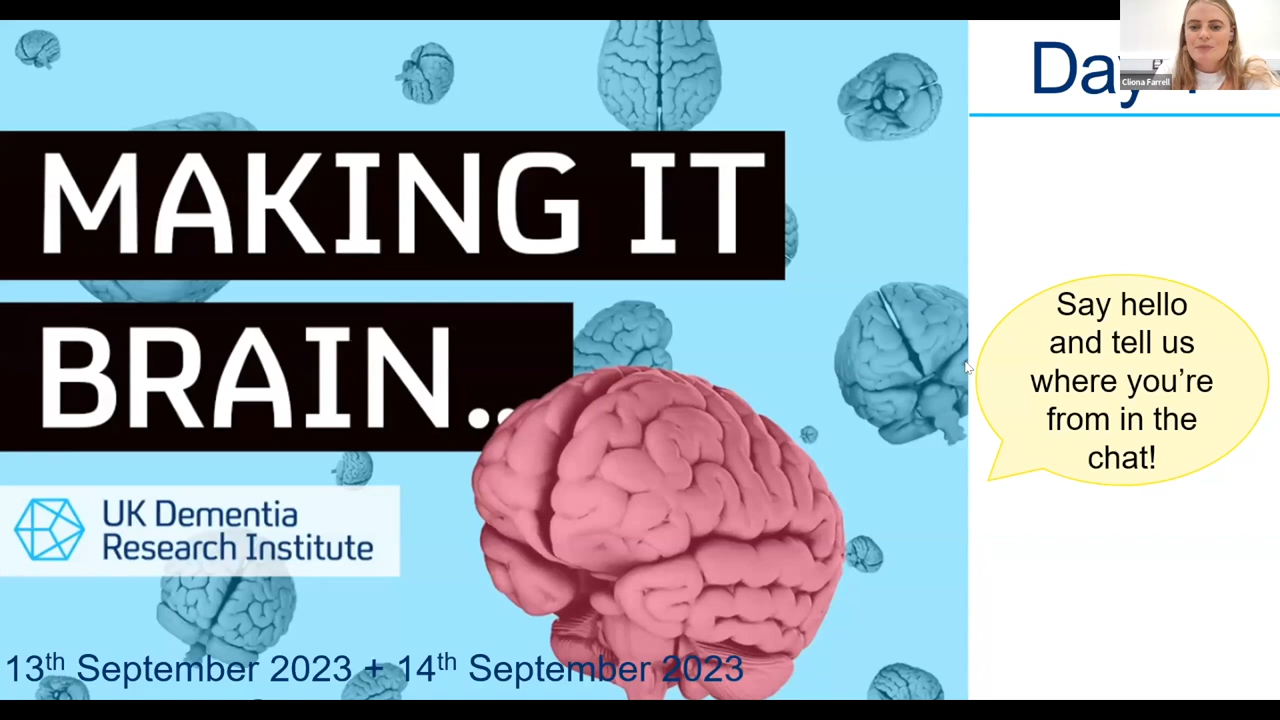 MAKING IT
BRAIN..
UK Dementia
Research Institute
13th September 2023 + 14th September 2023
Cliona Farrell
Say hello
and tell us
where you're
from in the
chat!